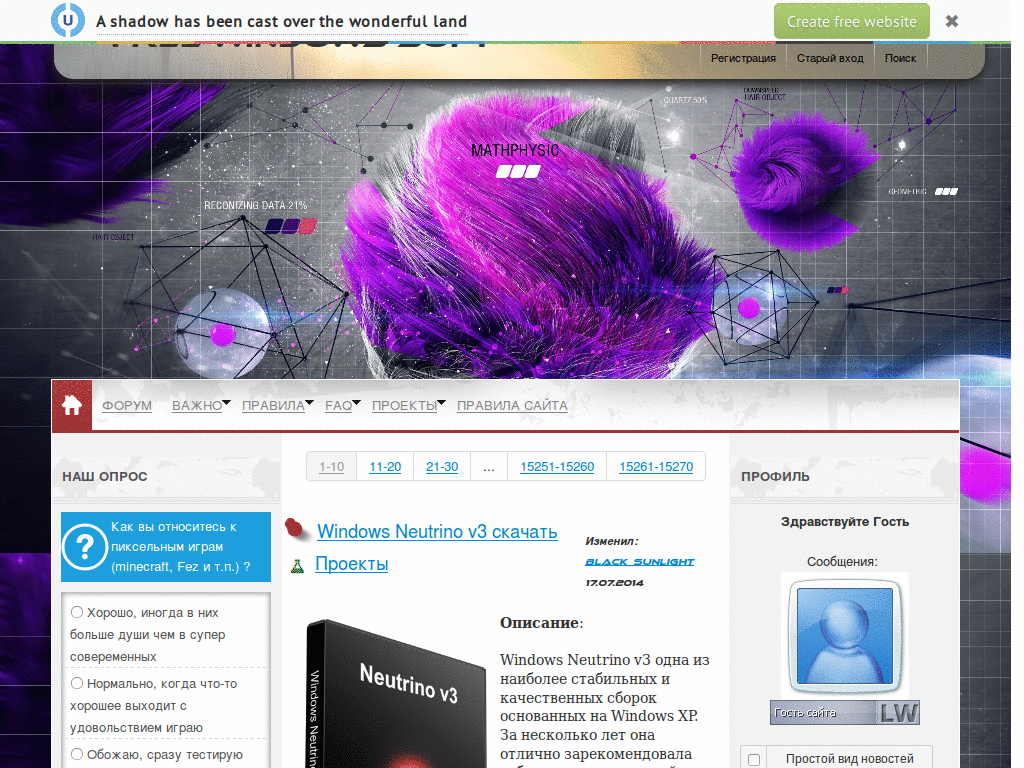 A shadow has been cast over the wonderful land
Create free website
Регистрация
Старый вход
Поиск
MATHPHYSIC
QUARTZ 50%
DOWNSPEED
HAIR OBJECT
GEOMETRIC
RECONIZING DATA 21%
HAIR OBJECT
ФОРУМ
ВАЖНО
ПРАВИЛА
FAQ
ПРОЕКТЫ
ПРАВИЛА САЙТА
НАШ ОПРОС
Как вы относитесь к
пиксельным играм
(minecraft, Fez и т.п.) ?
Хорошо, иногда в них
больше души чем в супер
соверeменных
Нормально, когда что-то
хорошее выходит с
удовольствием играю
Обожаю, сразу тестирую
1-10
11-20
21-30
...
15251-15260
15261-15270
Windows Neutrino v3 скачать
Проекты
Изменил:
BLACK SUNLIGHT
17.07.2014
Neutrino v3
Windows Neutrino
Описание:
Windows Neutrino v3 одна из
наиболее стабильных и
качественных сборок
основанных на Windows XP.
За несколько лет она
отлично зарекомендовала
ПРОФИЛЬ
Здравствуйте Гость
Сообщения:
Гость сайта
LW
Простой вид новостей